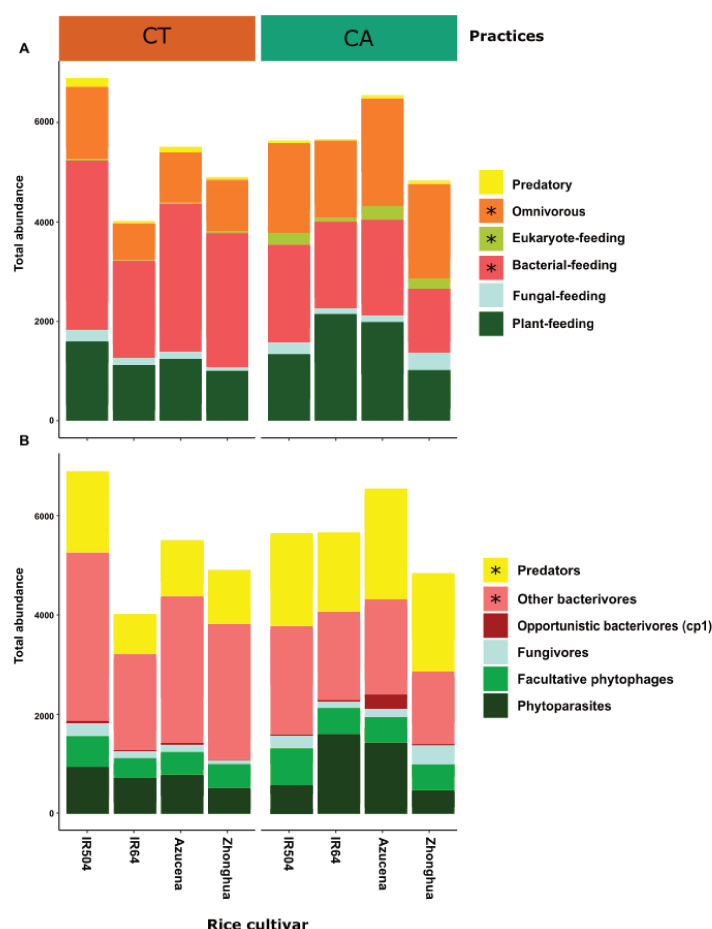 CT
CA
Practices
A
Total abundance
6000
4000
2000
0
Predatory
* Omnivorous
* Eukaryote-feeding
* Bacterial-feeding
Fungal-feeding
Plant-feeding
B
Total abundance
6000
4000
2000
0
* Predators
* Other bacterivores
Opportunistic bacterivores (cp1)
Fungivores
Facultative phytophages
Phytoparasites
IR504
IR64
Azucena
Zhonghua
IR504
IR64
Azucena
Zhonghua
Rice cultivar